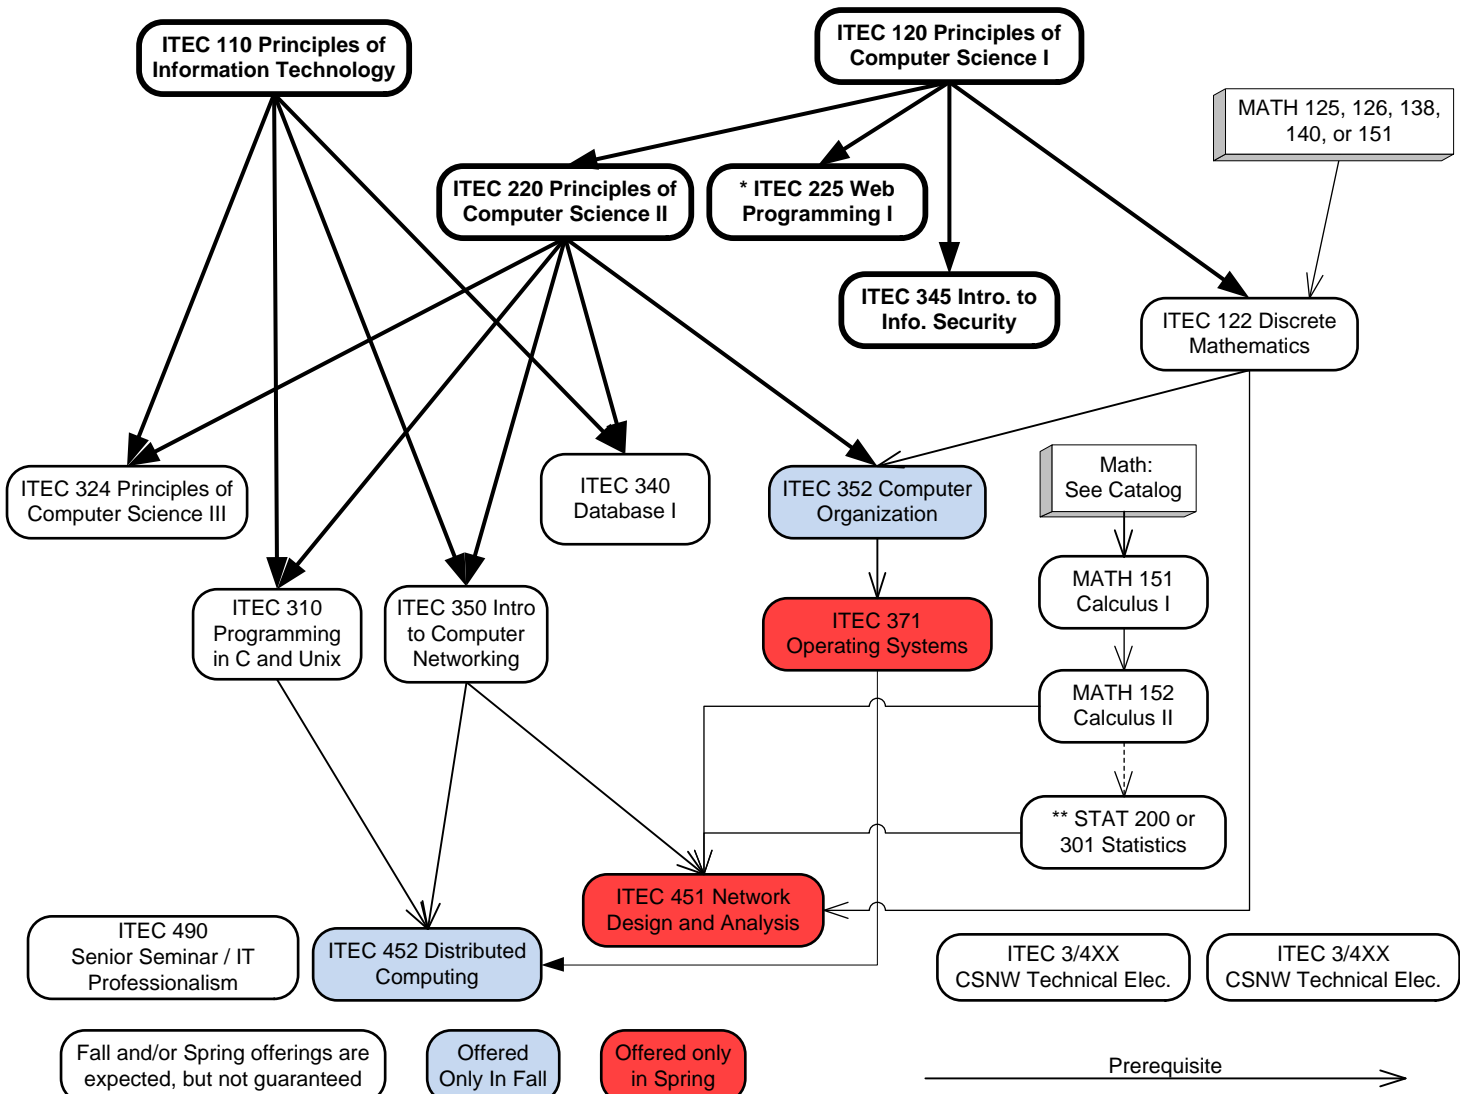 ITEC 110 Principles of
Information Technology
ITEC 120 Principles of
Computer Science I
MATH 125, 126, 138,
140, or 151
ITEC 220 Principles of
Computer Science II
* ITEC 225 Web
Programming I
ITEC 345 Intro. to
Info. Security
ITEC 122 Discrete
Mathematics
ITEC 324 Principles of
Computer Science III
ITEC 340
Database I
ITEC 352 Computer
Organization
Math:
See Catalog
ITEC 310
Programming
in C and Unix
ITEC 350 Intro
to Computer
Networking
ITEC 371
Operating Systems
MATH 151
Calculus I
MATH 152
Calculus II
** STAT 200 or
301 Statistics
ITEC 451 Network
Design and Analysis
ITEC 490
Senior Seminar / IT
Professionalism
ITEC 452 Distributed
Computing
ITEC 3/4XX
CSNW Technical Elec.
ITEC 3/4XX
CSNW Technical Elec.
Fall and/or Spring offerings are
expected, but not guaranteed
Offered
Only In Fall
Offered only
in Spring
Prerequisite